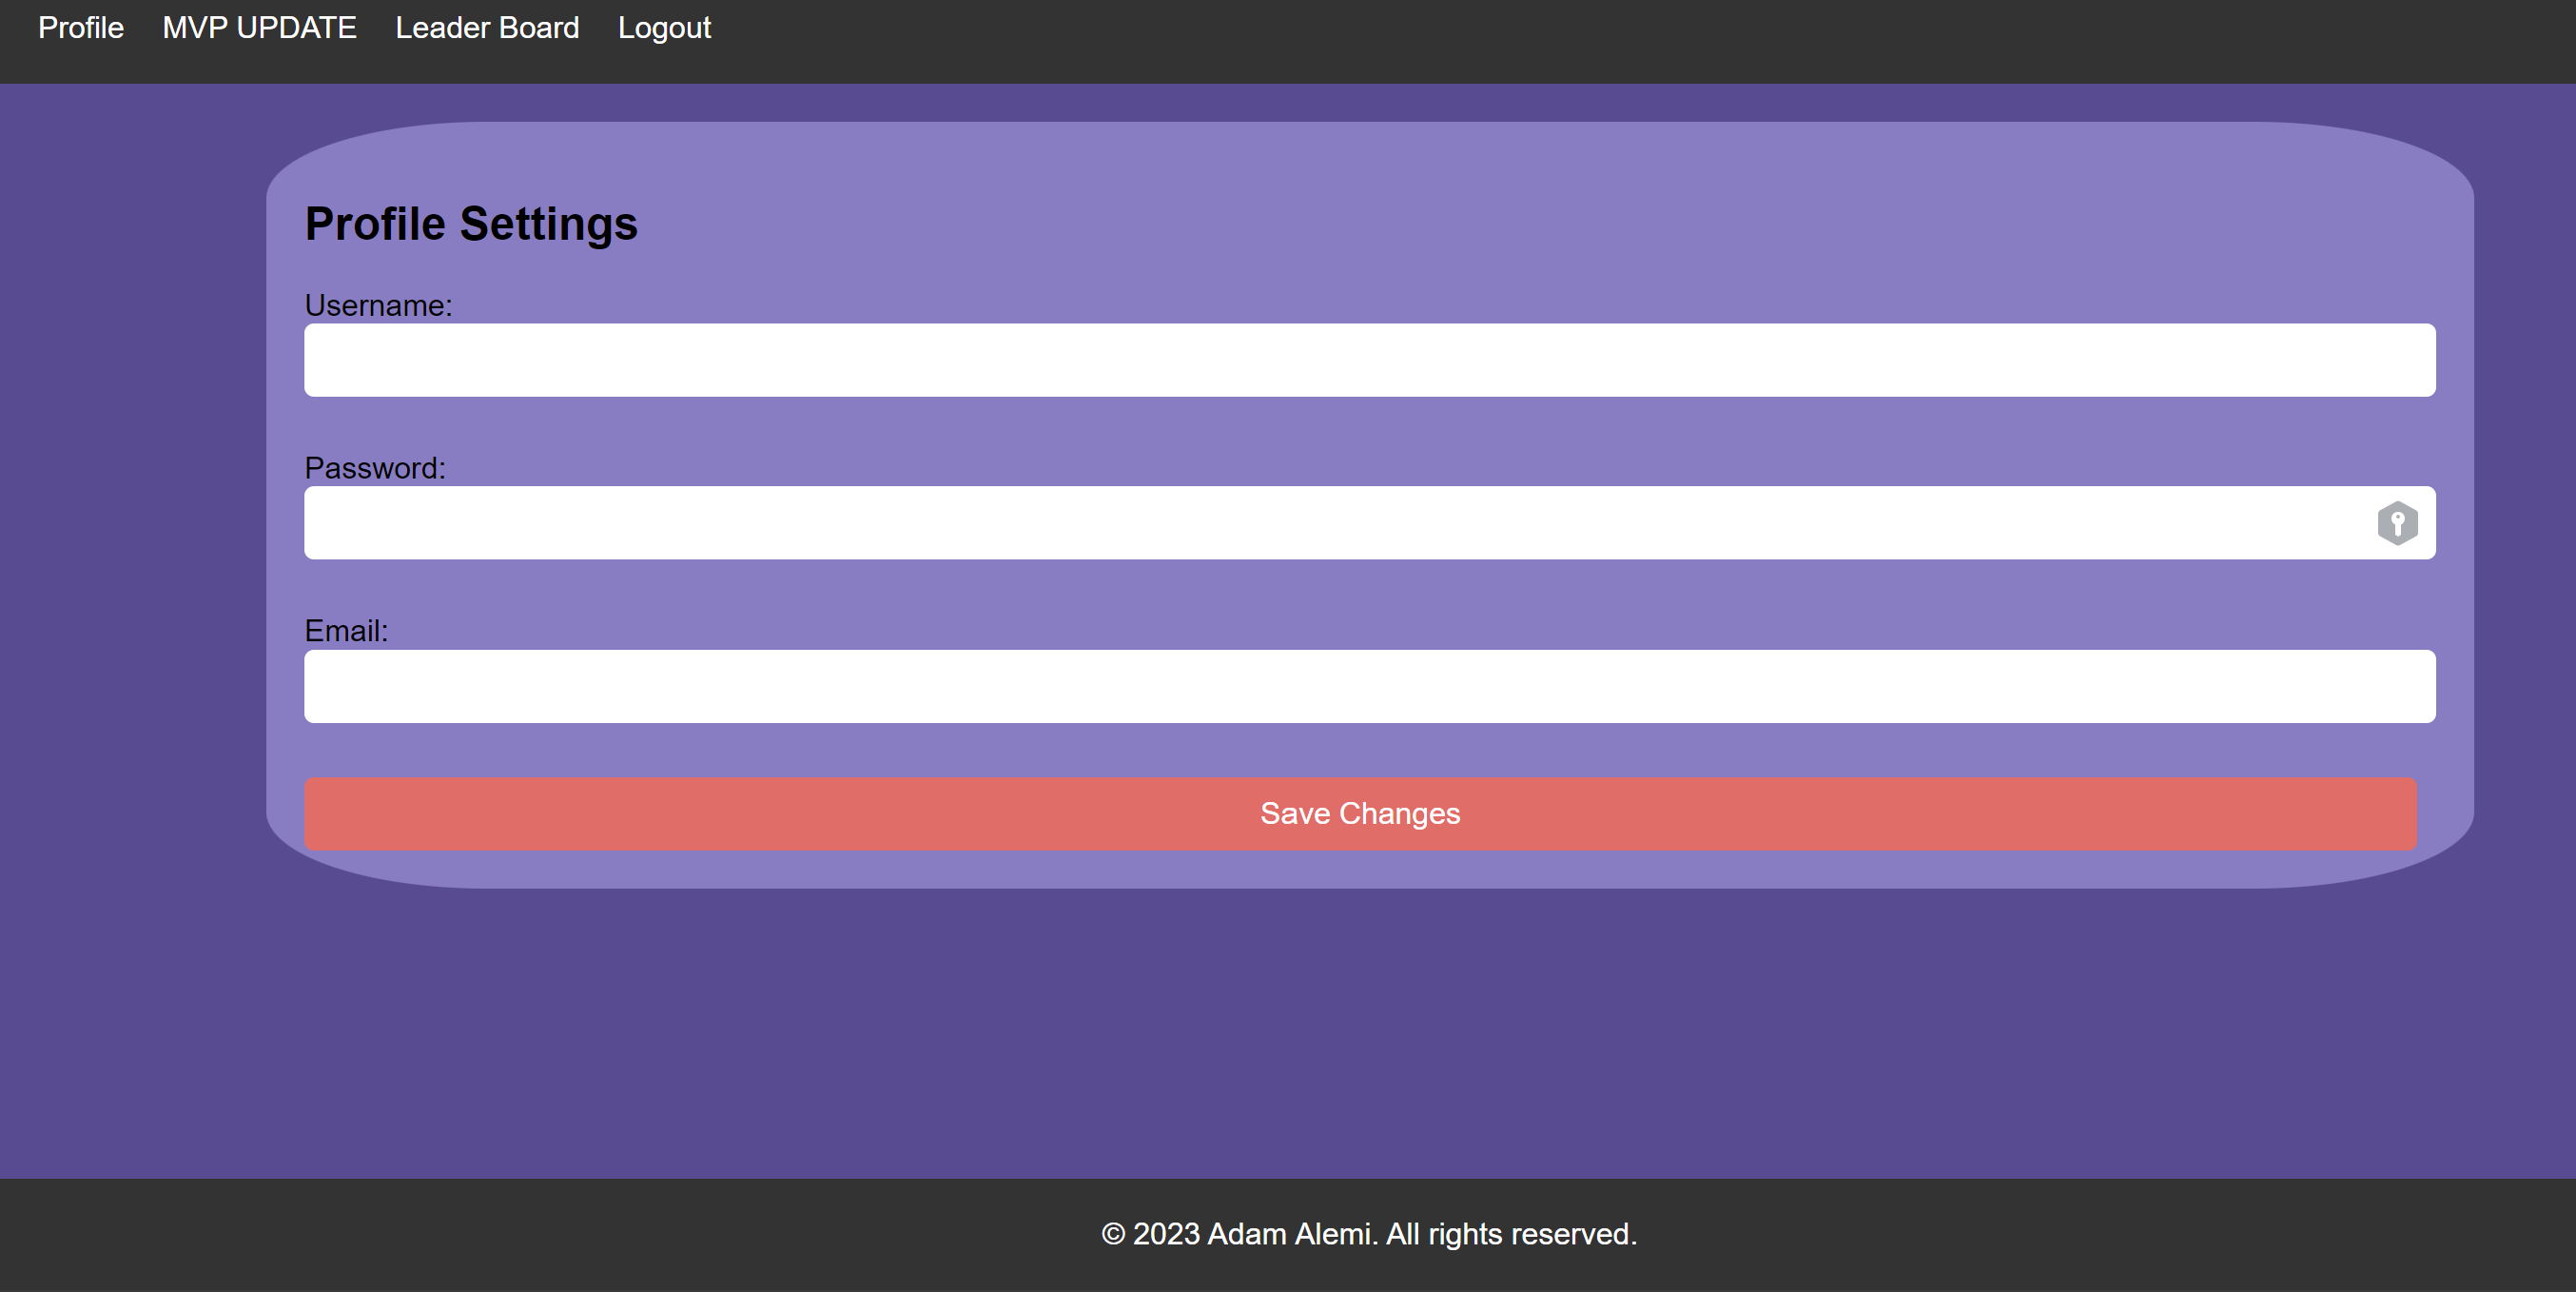 Profile MVP UPDATE Leader Board Logout
Profile Settings
Username:
Password:
Email:
Save Changes
© 2023 Adam Alemi. All rights reserved.